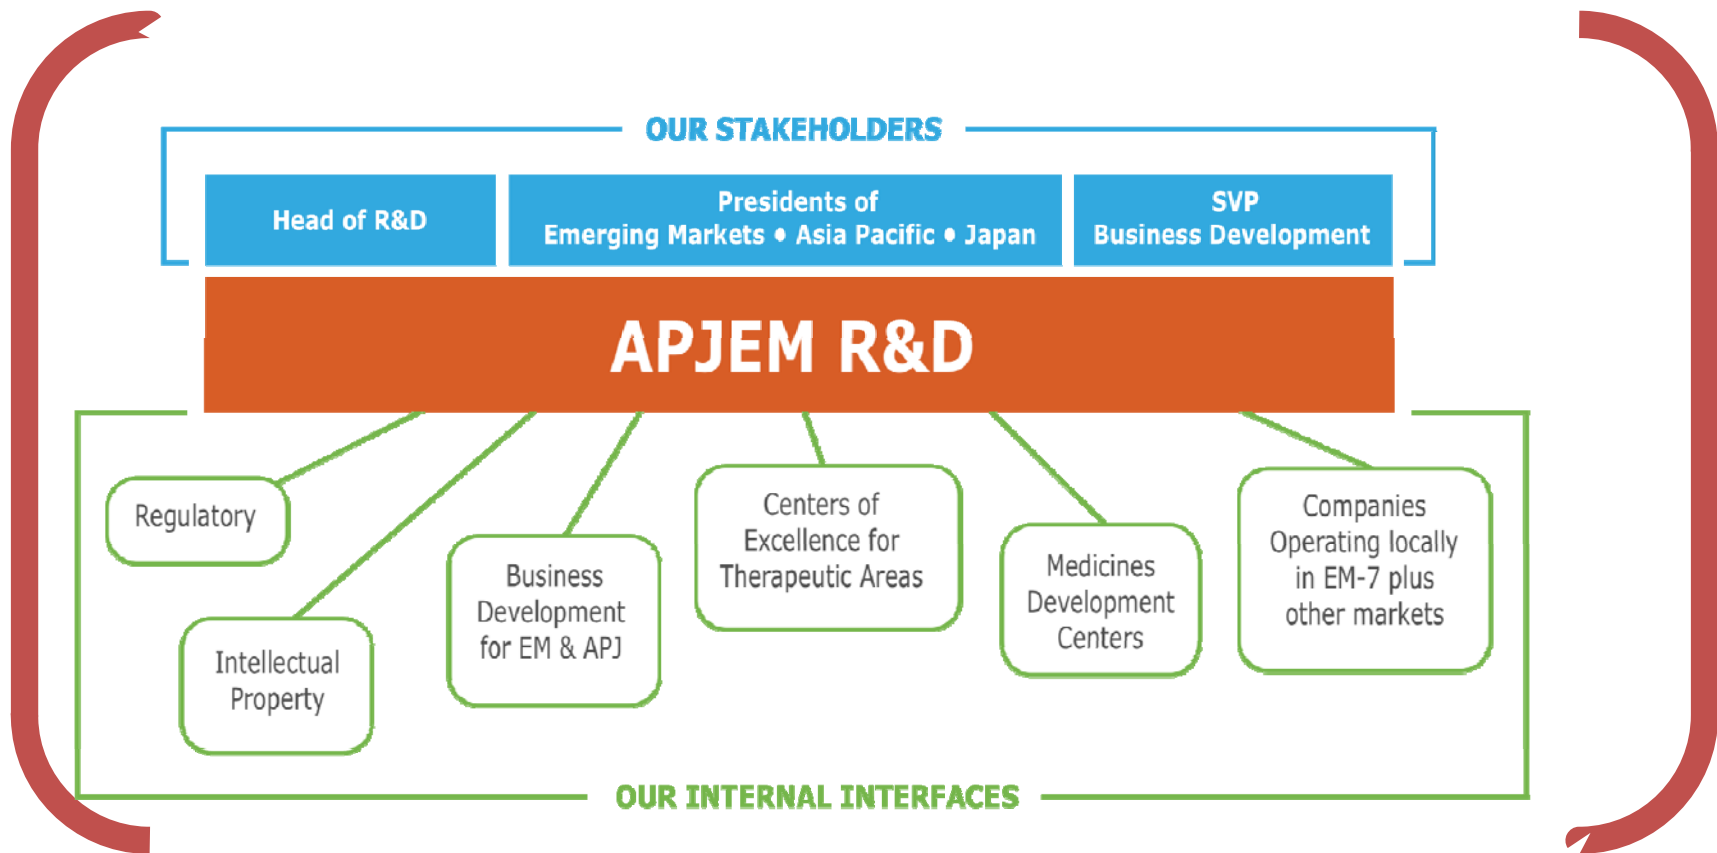 OUR STAKEHOLDERS
Head of R&D
Presidents of
Emerging Markets • Asia Pacific • Japan
SVP
Business Development
APJEM R&D
Regulatory
Intellectual
Property
Business
Development
for EM & APJ
Centers of
Excellence for
Therapeutic Areas
Medicines
Development
Centers
Companies
Operating locally
in EM-7 plus
other markets
OUR INTERNAL INTERFACES